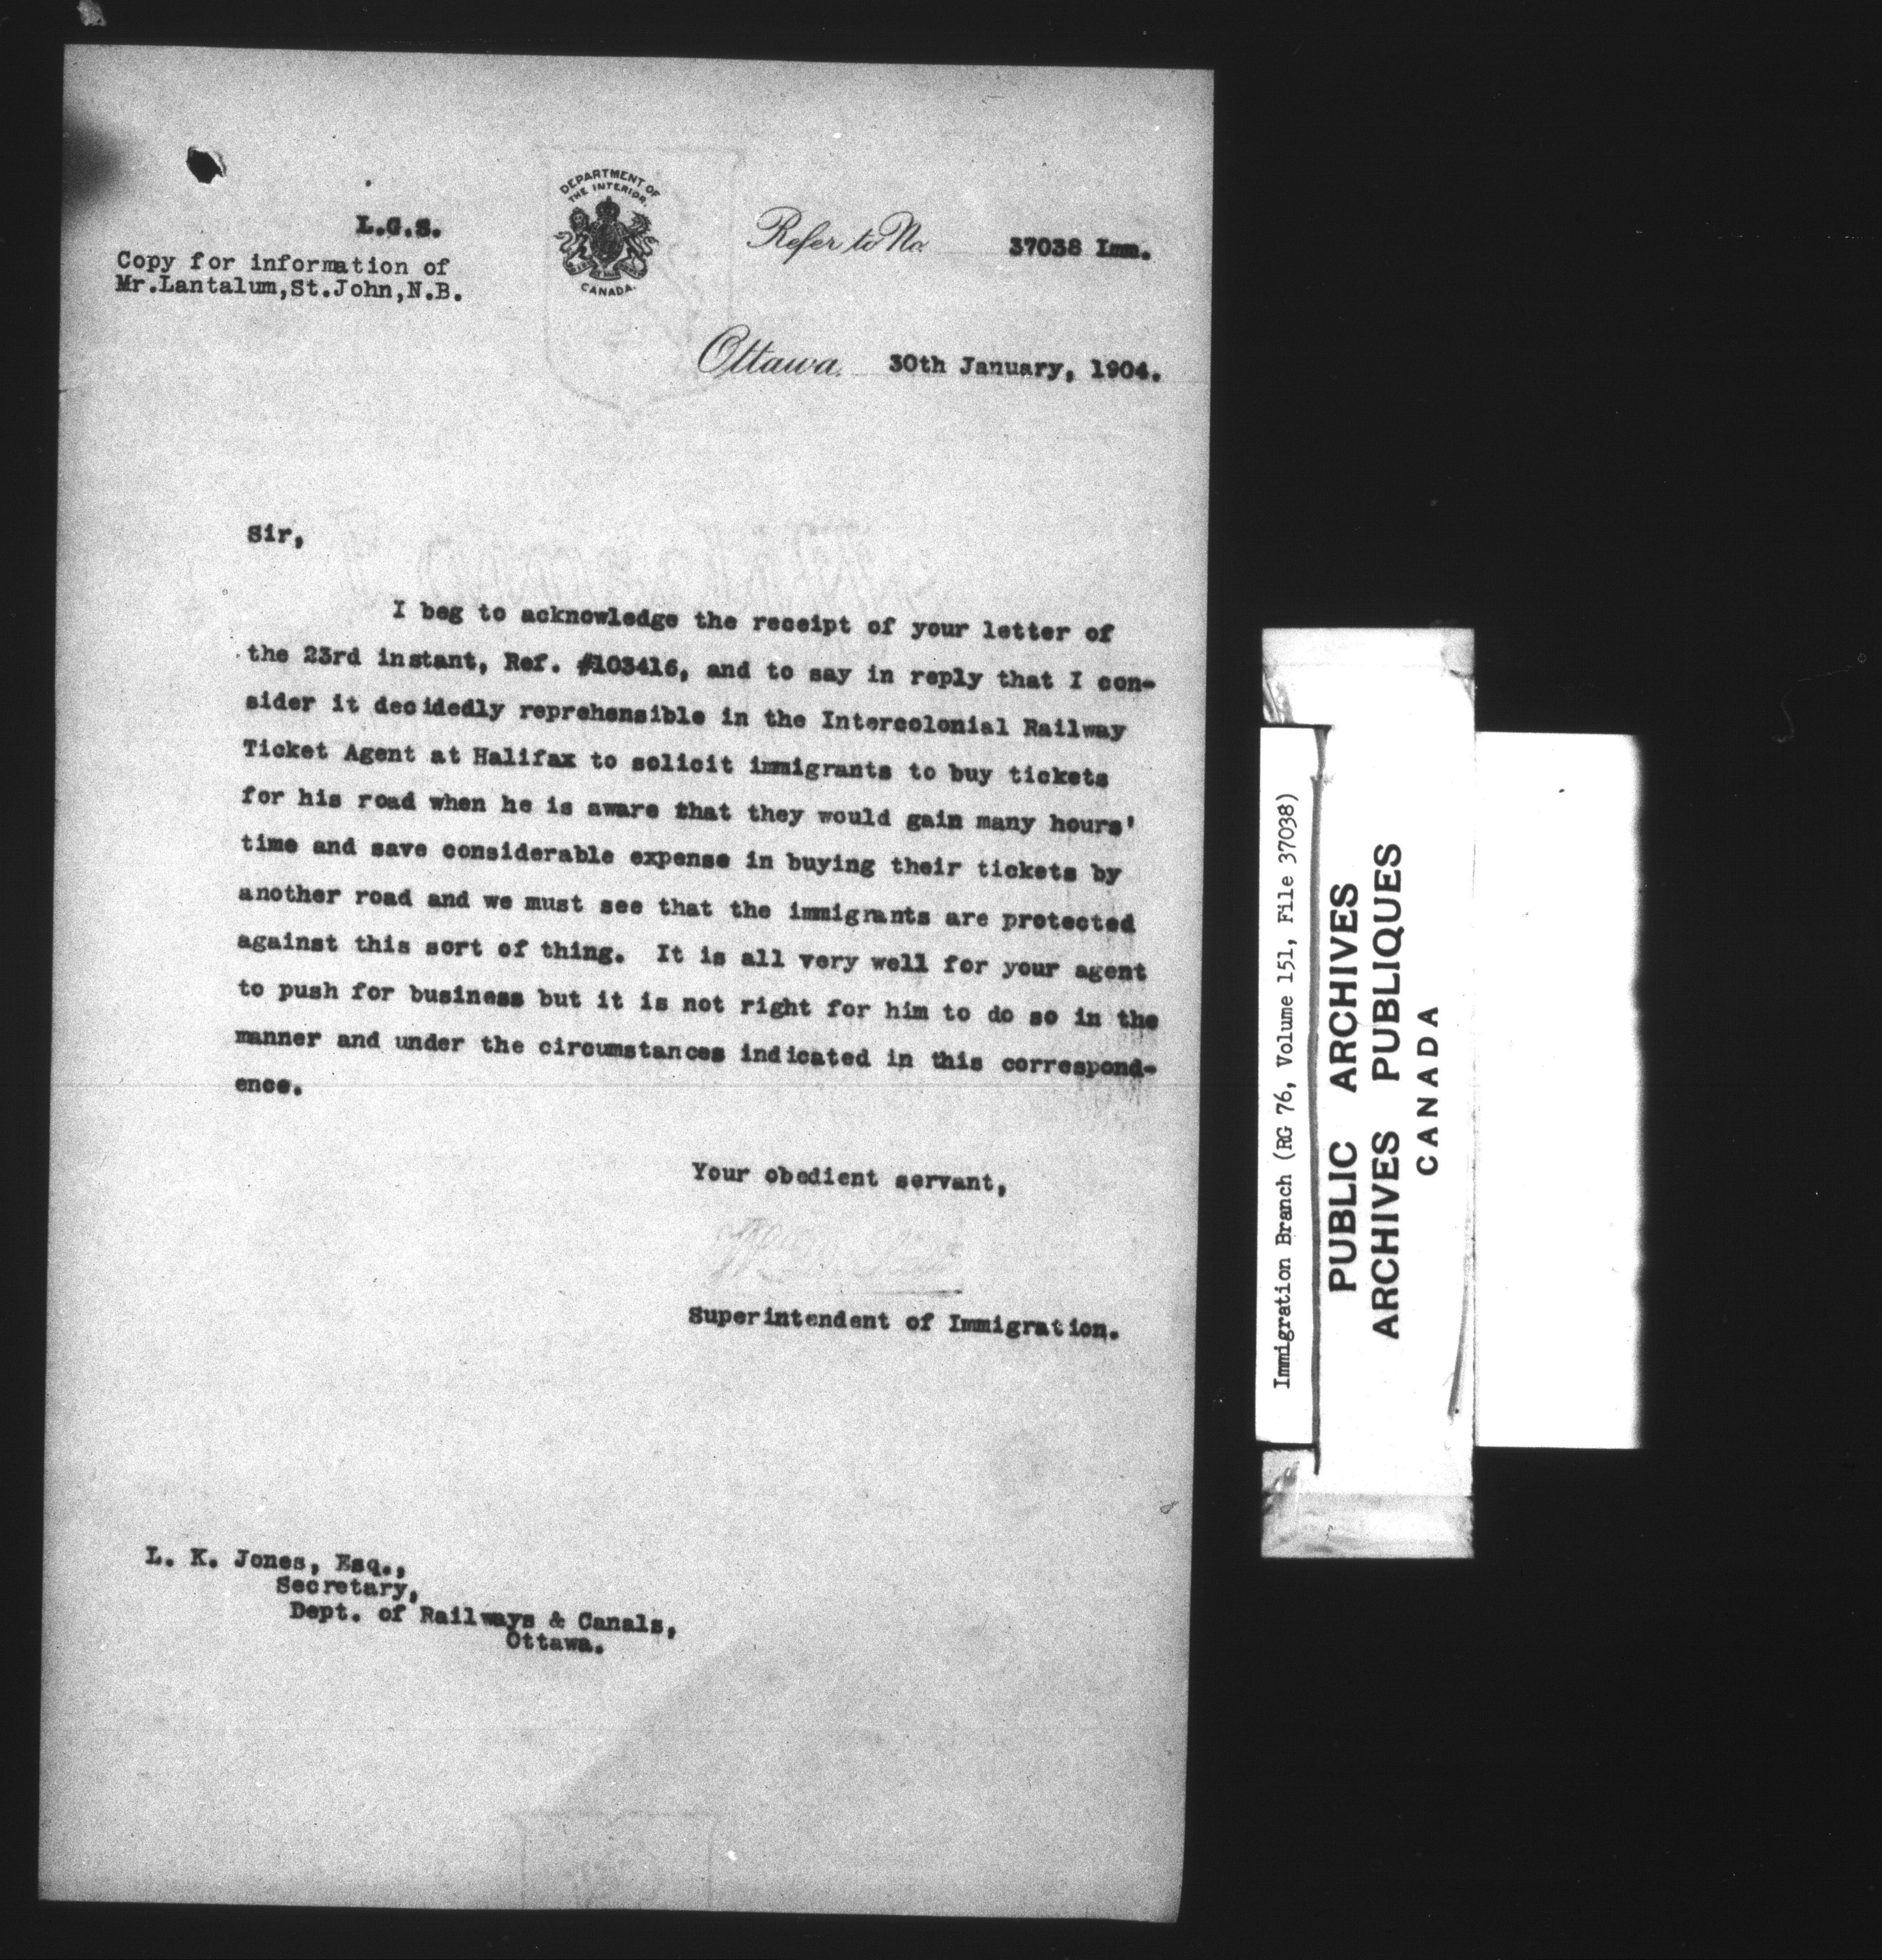 L.G.S.
Copy for information of
Mr.Lantalum,St.John,N.B.
DEPARTMENT OF
THE INTERIOR.
CANADA.
Refer to No. 37038 Imm.
Ottawa. 30th January, 1904.
Sir,
I beg to acknowledge the receipt of your letter of
the 23rd instant, Ref. #103416, and to say in reply that I con-
sider it decidedly reprehensible in the Intercolonial Railway
Ticket Agent at Halifax to solicit immigrants to buy tickets
for his road when he is aware that they would gain many hours'
time and save considerable expense in buying their tickets by
another road and we must see that the immigrants are protected
against this sort of thing. It is all very well for your agent
to push for business but it is not right for him to do so in the
manner and under the circumstances indicated in this correspond-
ence.
Your obedient servant,
Superintendent of Immigration.
L. K. Jones, Esq.,
Secretary,
Dept. of Railways & Canals,
Ottawa.
Immigration Branch (RG 76, Volume 151, File 37038)
PUBLIC ARCHIVES
ARCHIVES PUBLIQUES
CANADA